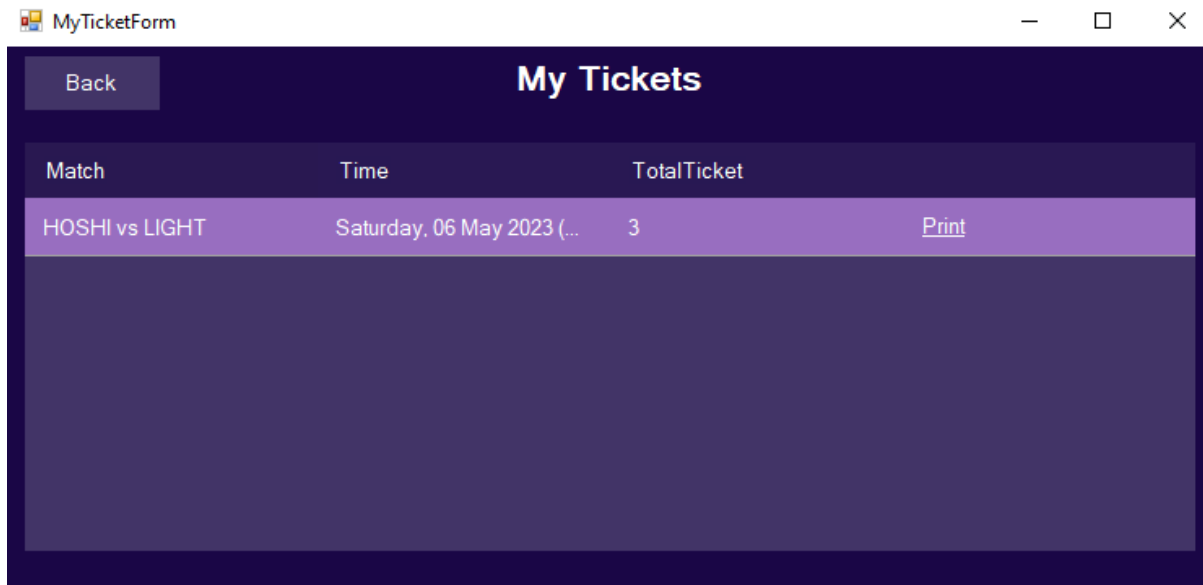 MyTicketForm
Back
My Tickets
Match Time TotalTicket
HOSHI vs LIGHT Saturday, 06 May 2023 (... 3 Print